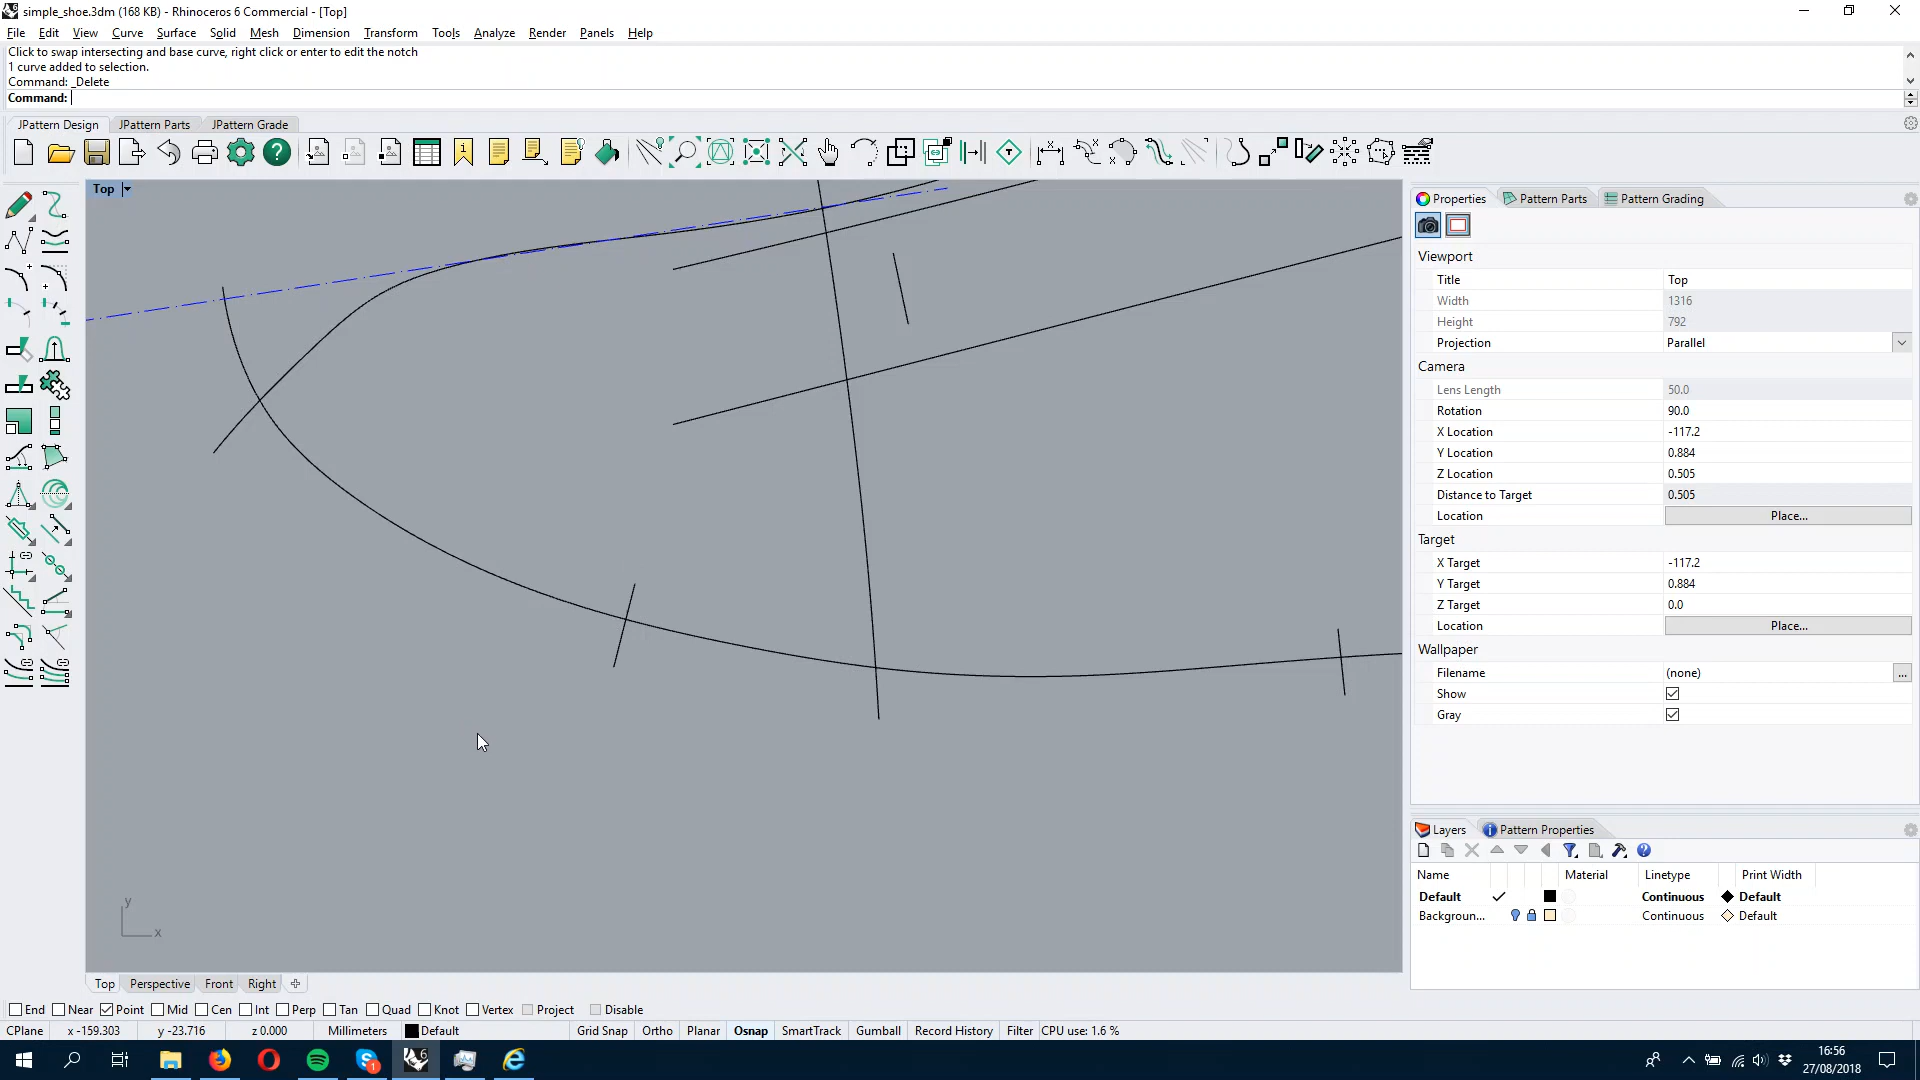 simple_shoe.3dm (168 KB) - Rhinoceros 6 Commercial - [Top]
File Edit View Curve Surface Solid Mesh Dimension Transform Tools Analyze Render Panels Help
Click to swap intersecting and base curve, right click or enter to edit the notch
1 curve added to selection.
Command: _Delete
Command:
JPattern Design JPattern Parts JPattern Grade
Top
Properties Pattern Parts Pattern Grading
Viewport
Title Top
Width 1316
Height 792
Projection Parallel
Camera
Lens Length 50.0
Rotation 90.0
X Location -117.2
Y Location 0.884
Z Location 0.505
Distance to Target 0.505
Location Place...
Target
X Target -117.2
Y Target 0.884
Z Target 0.0
Location Place...
Wallpaper
Filename (none) ...
Show
Gray
Layers Pattern Properties
Name Material Linetype Print Width
Default Continuous Default
Backgroun... Continuous Default
y
x
Top Perspective Front Right
End Near Point Mid Cen Int Perp Tan Quad Knot Vertex Project Disable
CPlane x -159.303 y -23.716 z 0.000 Millimeters Default Grid Snap Ortho Planar Osnap SmartTrack Gumball Record History Filter CPU use: 1.6 %
16:56
27/08/2018